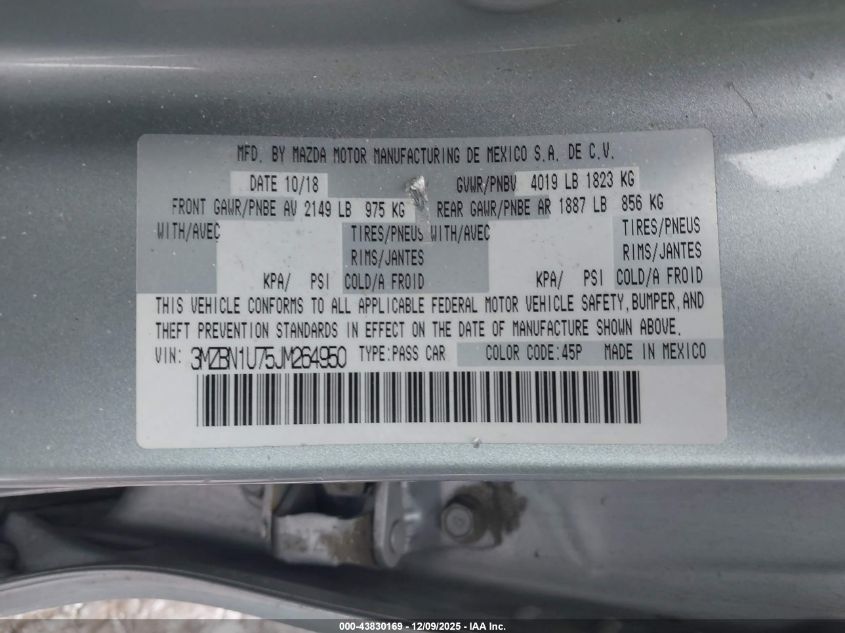 MFD. BY MAZDA MOTOR MANUFACTURING DE MEXICO S.A. DE C.V.
DATE 10/18 GVWR/PNBV 4019 LB 1823 KG
FRONT GAWR/PNBE AV 2149 LB 975 KG REAR GAWR/PNBE AR 1887 LB 856 KG
WITH/AVEC TIRES/PNEUS WITH/AVEC TIRES/PNEUS
RIMS/JANTES RIMS/JANTES
KPA/ PSI COLD/A FROID KPA/ PSI COLD/A FROID
THIS VEHICLE CONFORMS TO ALL APPLICABLE FEDERAL MOTOR VEHICLE SAFETY,BUMPER,AND
THEFT PREVENTION STANDARDS IN EFFECT ON THE DATE OF MANUFACTURE SHOWN ABOVE.
VIN: 3MZBN1U75JM264950 TYPE:PASS CAR COLOR CODE:45P MADE IN MEXICO
000-43830169 - 12/09/2025 - IAA Inc.